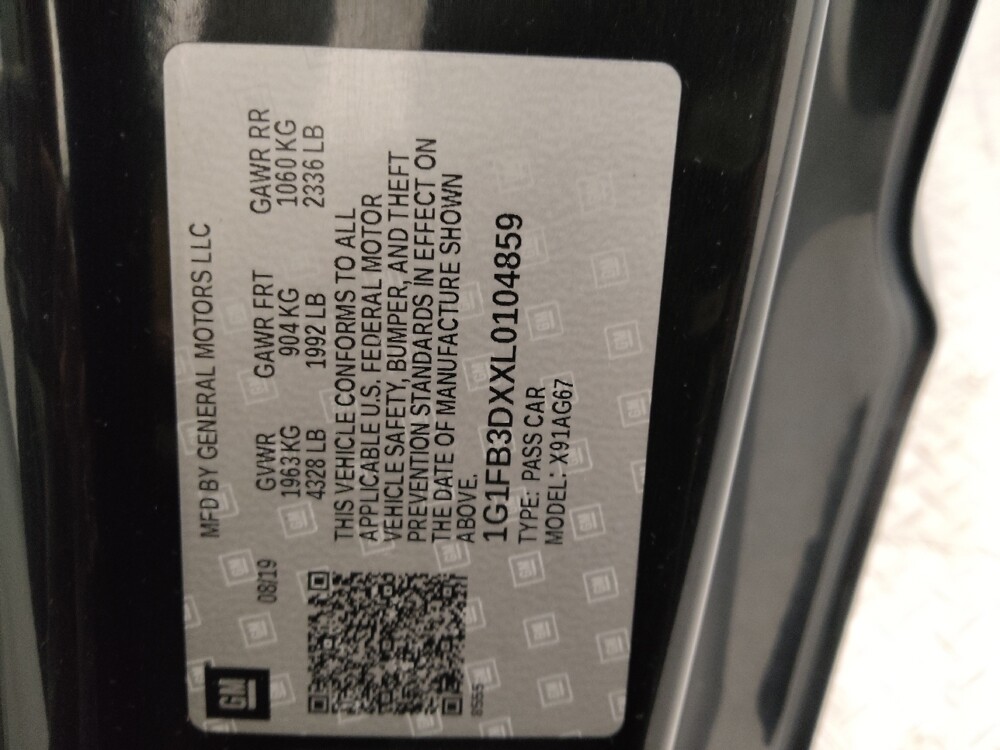 GM
08/19
MFD BY GENERAL MOTORS LLC
GVWR GAWR FRT GAWR RR
1963 KG 904 KG 1060 KG
4328 LB 1992 LB 2336 LB
THIS VEHICLE CONFORMS TO ALL
APPLICABLE U.S. FEDERAL MOTOR
VEHICLE SAFETY, BUMPER, AND THEFT
PREVENTION STANDARDS IN EFFECT ON
THE DATE OF MANUFACTURE SHOWN
ABOVE.
1G1FB3DXXL0104859
TYPE: PASS CAR
MODEL: X91AG67